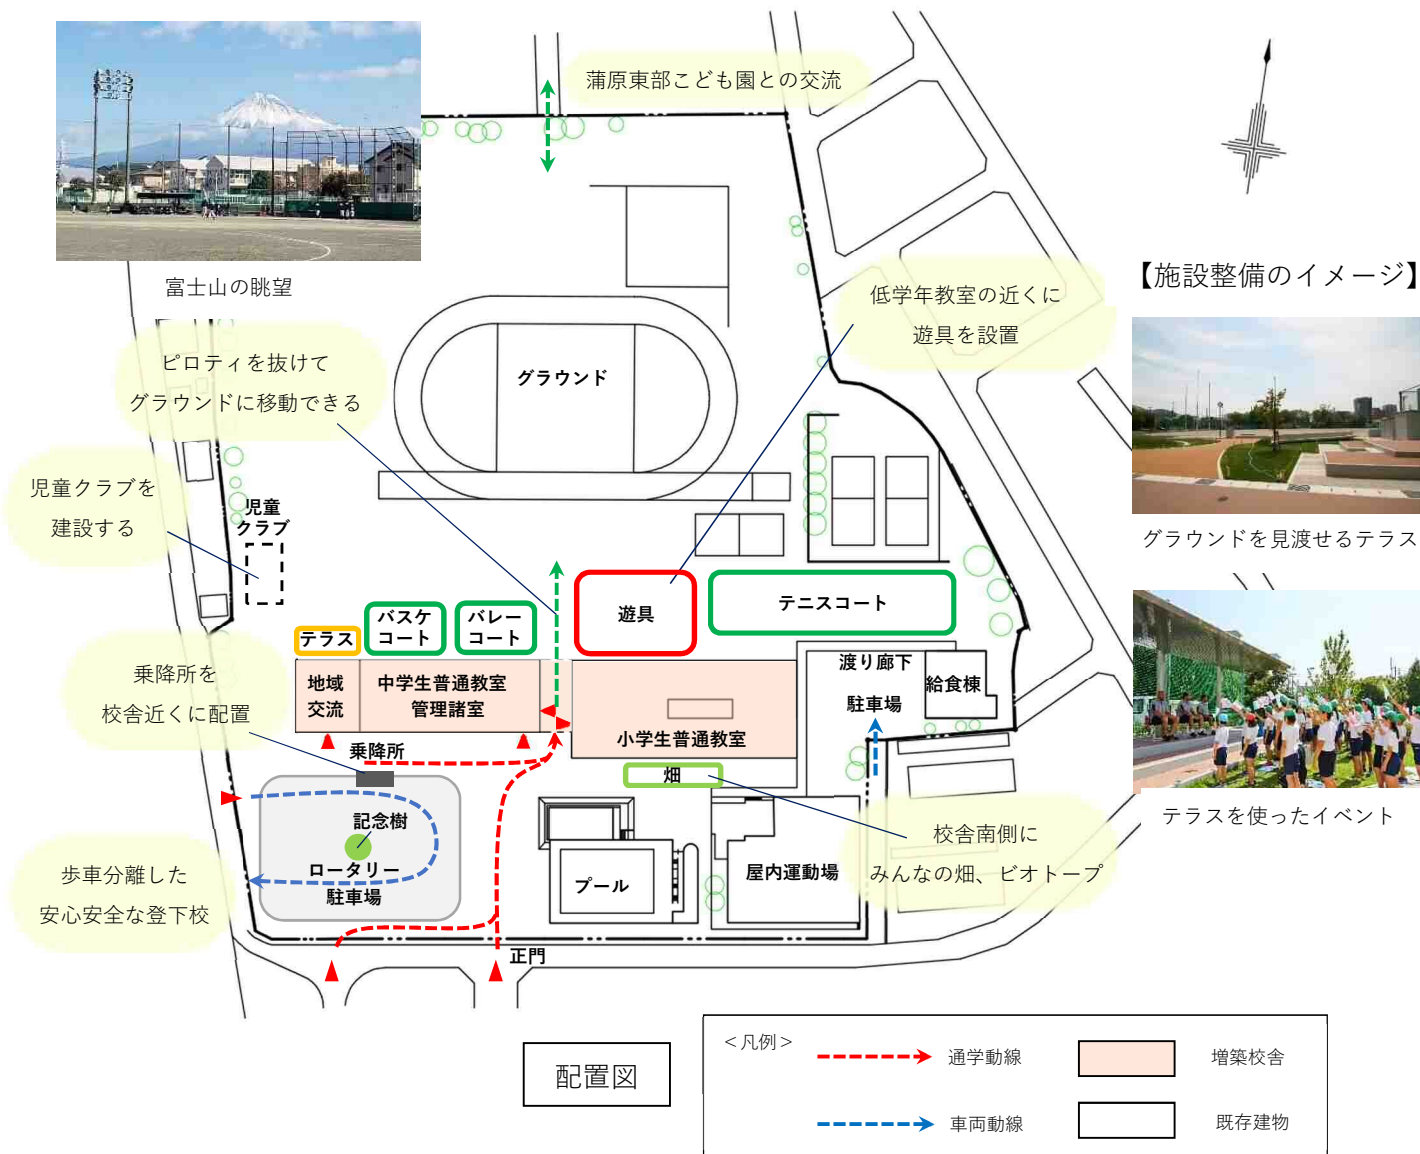 蒲原東部こども園との交流
富士山の眺望
【施設整備のイメージ】
低学年教室の近くに
遊具を設置
ピロティを抜けて
グラウンドに移動できる
グラウンド
児童クラブを
建設する
児童
クラブ
グラウンドを見渡せるテラス
テラス
バスケ
コート
バレー
コート
遊具
テニスコート
乗降所を
校舎近くに配置
地域
交流
中学生普通教室
管理諸室
小学生普通教室
渡り廊下
給食棟
駐車場
乗降所
畑
記念樹
ロータリー
駐車場
プール
屋内運動場
校舎南側に
みんなの畑、ビオトープ
テラスを使ったイベント
歩車分離した
安心安全な登下校
正門
配置図
＜凡例＞
通学動線
増築校舎
車両動線
既存建物